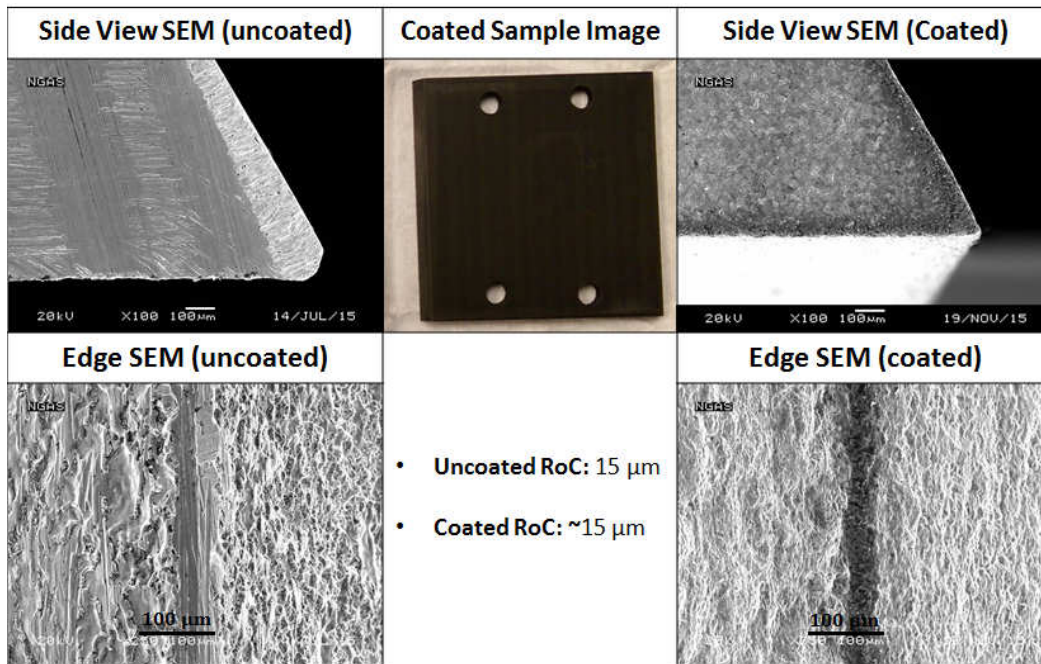 Side View SEM (uncoated)
Coated Sample Image
Side View SEM (Coated)
NGAS
20kV X100 100µm 14/JUL/15
NGAS
20kV X100 100µm 19/NOV/15
Edge SEM (uncoated)
Edge SEM (coated)
NGAS
100 µm
• Uncoated RoC: 15 µm
• Coated RoC: ~15 µm
NGAS
100 µm